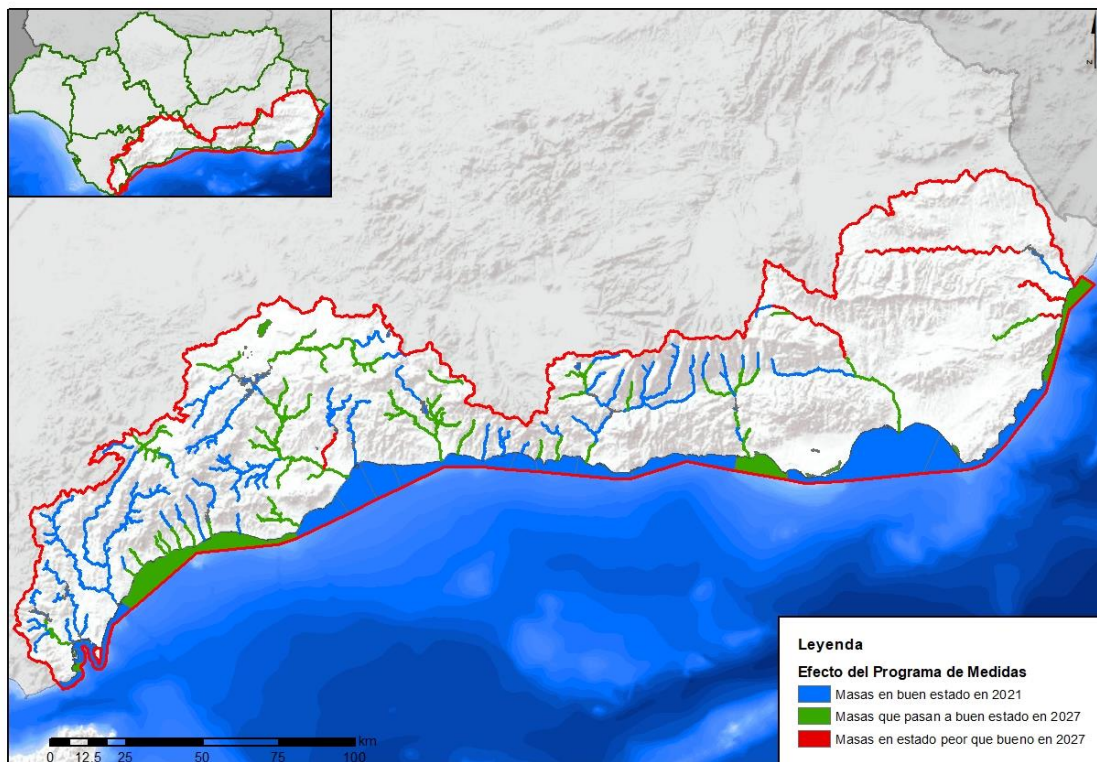 N
Leyenda
Efecto del Programa de Medidas
Masas en buen estado en 2021
Masas que pasan a buen estado en 2027
Masas en estado peor que bueno en 2027
km
0 12.5 25 50 75 100